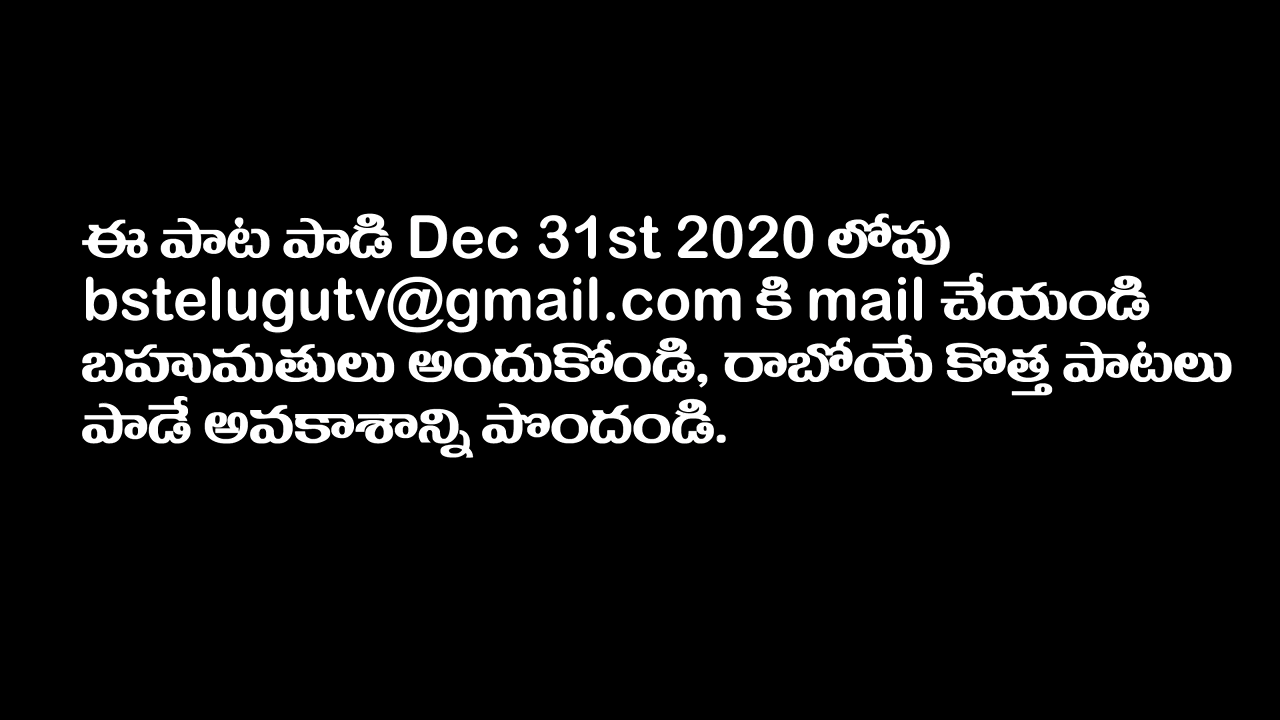 ఈ పాట పాడి Dec 31st 2020 లోపు
bstelugutv@gmail.com కి mail చేయండి
బహుమతులు అందుకోండి, రాబోయే కొత్త పాటలు
పాడే అవకాశాన్ని పొందండి.